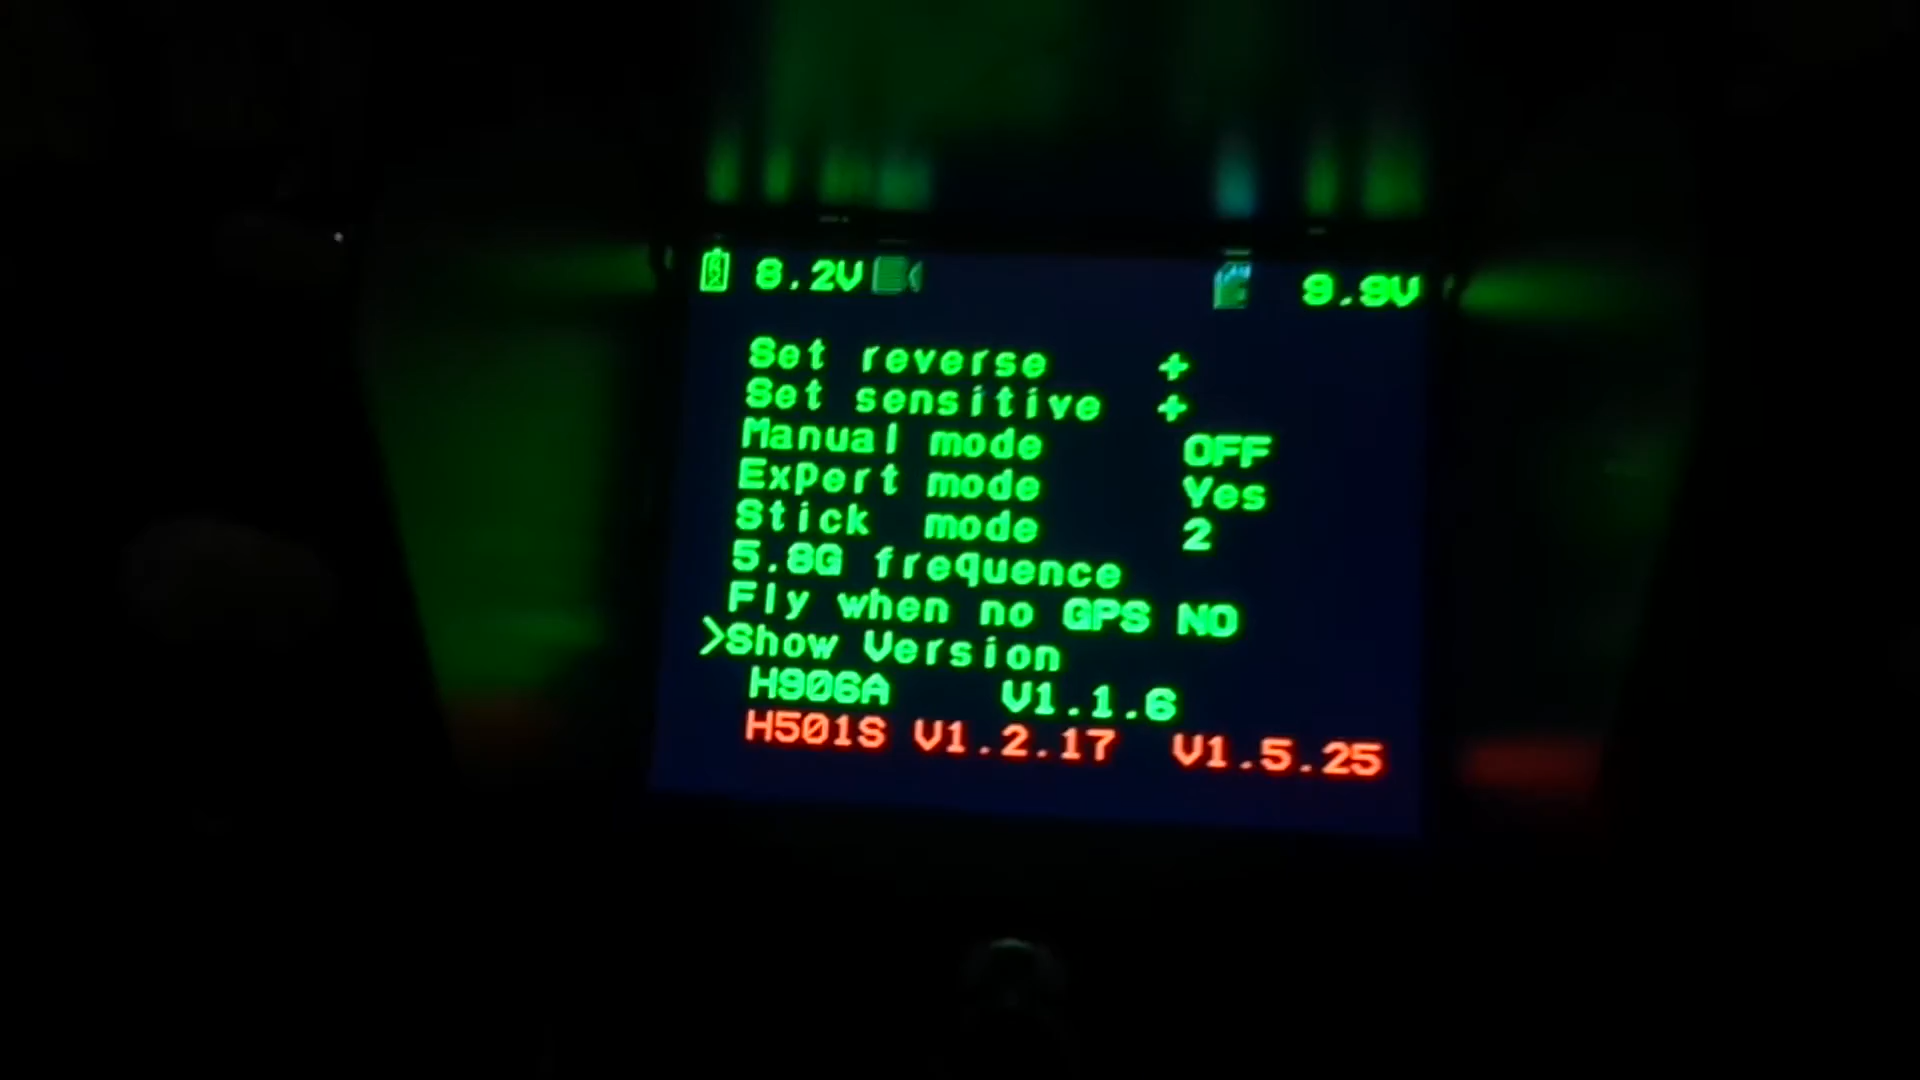 8.2V 9.9V
Set reverse +
Set sensitive +
Manual mode OFF
Expert mode Yes
Stick mode 2
5.8G frequence
Fly when no GPS NO
>Show Version
H906A V1.1.6
H501S V1.2.17 V1.5.25